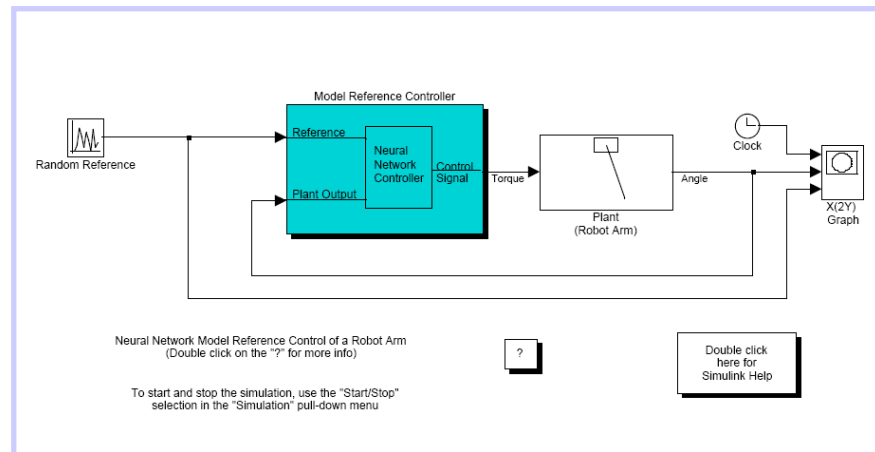 Model Reference Controller
Random Reference
Reference
Plant Output
Neural
Network
Controller
Control
Signal
Torque
Plant
(Robot Arm)
Angle
Clock
X(2Y)
Graph
Neural Network Model Reference Control of a Robot Arm
(Double click on the "?" for more info)
?
Double click
here for
Simulink Help
To start and stop the simulation, use the "Start/Stop"
selection in the "Simulation" pull-down menu